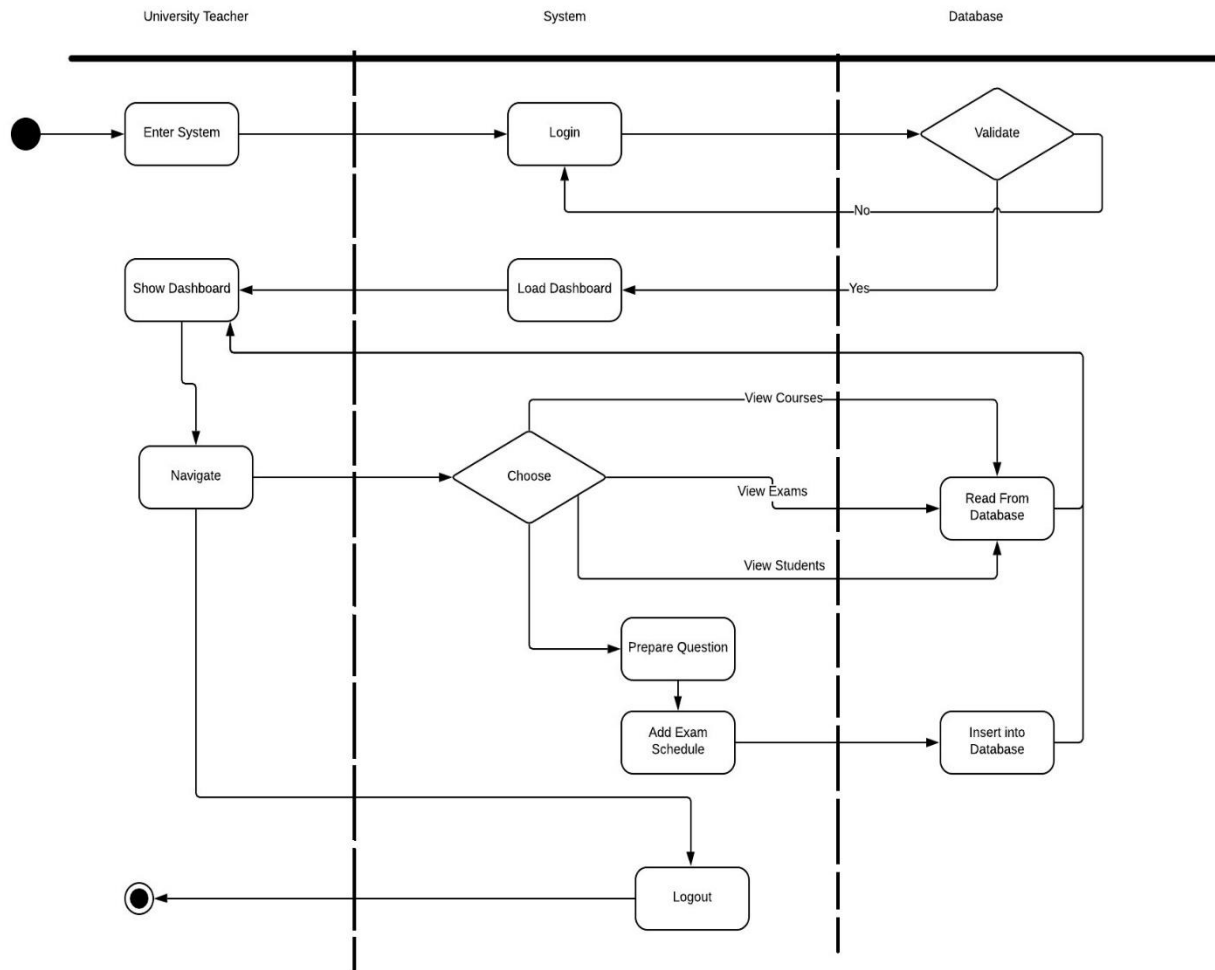 University Teacher
System
Database
Enter System
Login
Validate
No
Show Dashboard
Load Dashboard
Yes
View Courses
Navigate
Choose
View Exams
Read From
Database
View Students
Prepare Question
Add Exam
Schedule
Insert into
Database
Logout